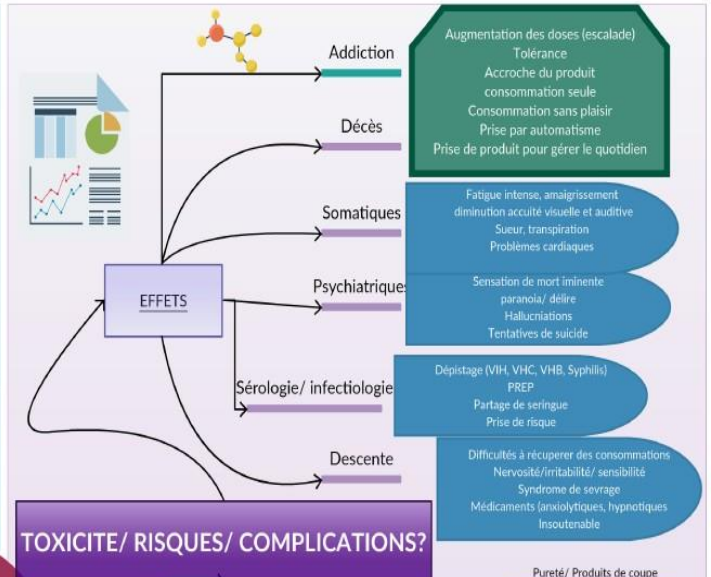 Addiction
Augmentation des doses (escalade)
Tolérance
Accroche du produit
consommation seule
Consommation sans plaisir
Prise par automatisme
Prise de produit pour gérer le quotidien
Décès
Somatiques
Fatigue intense, amaigrissement
diminution accuité visuelle et auditive
Sueur, transpiration
Problèmes cardiaques
EFFETS
Psychiatriques
Sensation de mort iminente
paranoia/ délire
Hallucniations
Tentatives de suicide
Sérologie/ infectiologie
Dépistage (VIH, VHC, VHB, Syphilis)
PREP
Partage de seringue
Prise de risque
Descente
Difficultés à récuperer des consommations
Nervosité/irritabilité/ sensibilité
Syndrome de sevrage
Médicaments (anxiolytiques, hypnotiques
Insoutenable
TOXICITE/ RISQUES/ COMPLICATIONS?
Pureté/ Produits de coupe